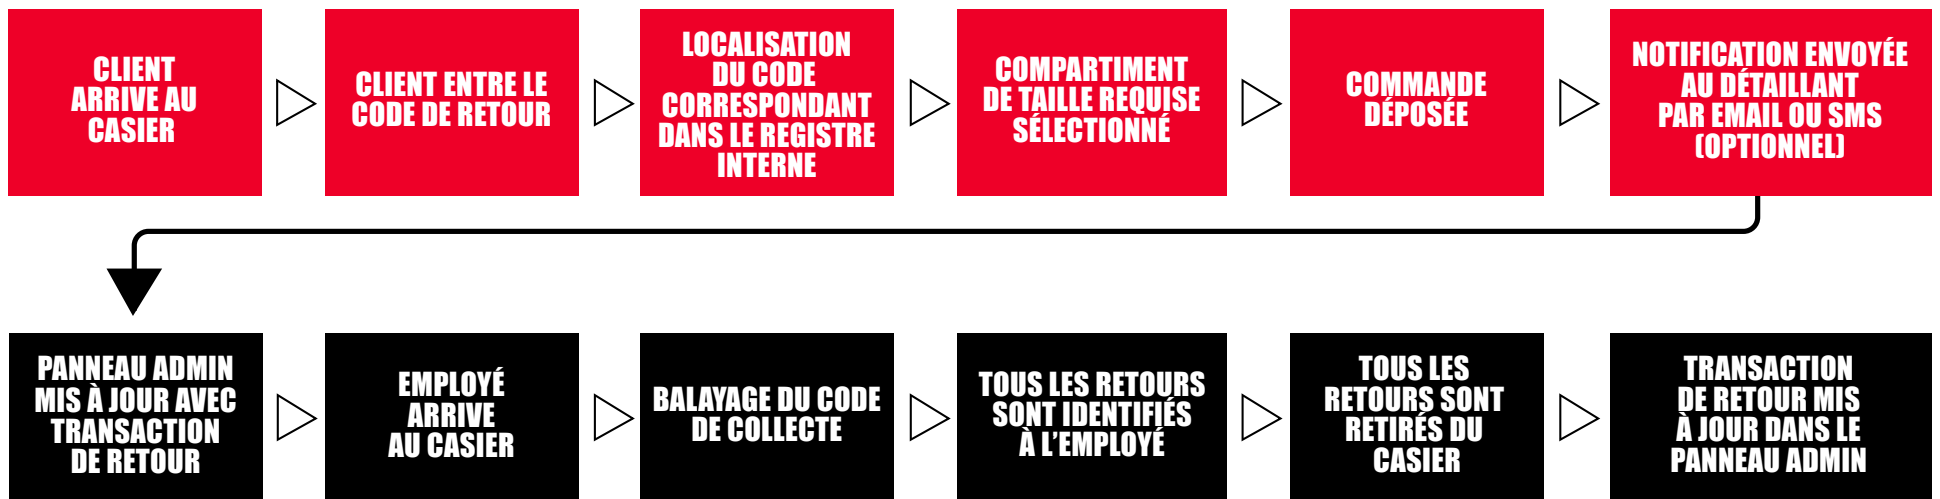 CLIENT
ARRIVE AU
CASIER
CLIENT ENTRE LE
CODE DE RETOUR
LOCALISATION
DU CODE
CORRESPONDANT
DANS LE REGISTRE
INTERNE
COMPARTIMENT
DE TAILLE REQUISE
SÉLECTIONNÉ
COMMANDE
DÉPOSÉE
NOTIFICATION ENVOYÉE
AU DÉTAILLANT
PAR EMAIL OU SMS
(OPTIONNEL)
PANNEAU ADMIN
MIS À JOUR AVEC
TRANSACTION
DE RETOUR
EMPLOYÉ
ARRIVE
AU CASIER
BALAYAGE DU CODE
DE COLLECTE
TOUS LES RETOURS
SONT IDENTIFIÉS
À L’EMPLOYÉ
TOUS LES
RETOURS SONT
RETIRÉS DU
CASIER
TRANSACTION
DE RETOUR MIS
À JOUR DANS LE
PANNEAU ADMIN